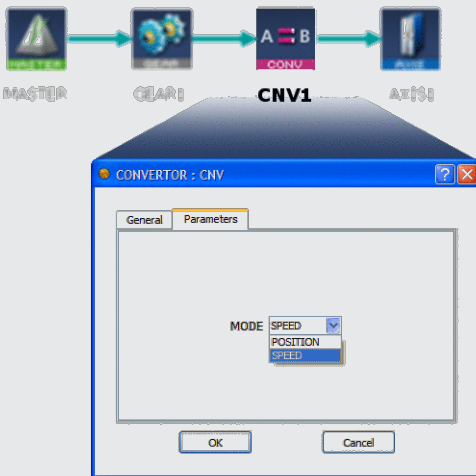 A B
MASTER
GEAR
CONV
AXIS
MASTER
GEAR1
CNV1
AXIS1
CONVERTOR : CNV
?
General
Parameters
MODE SPEED
POSITION
SPEED
OK
Cancel